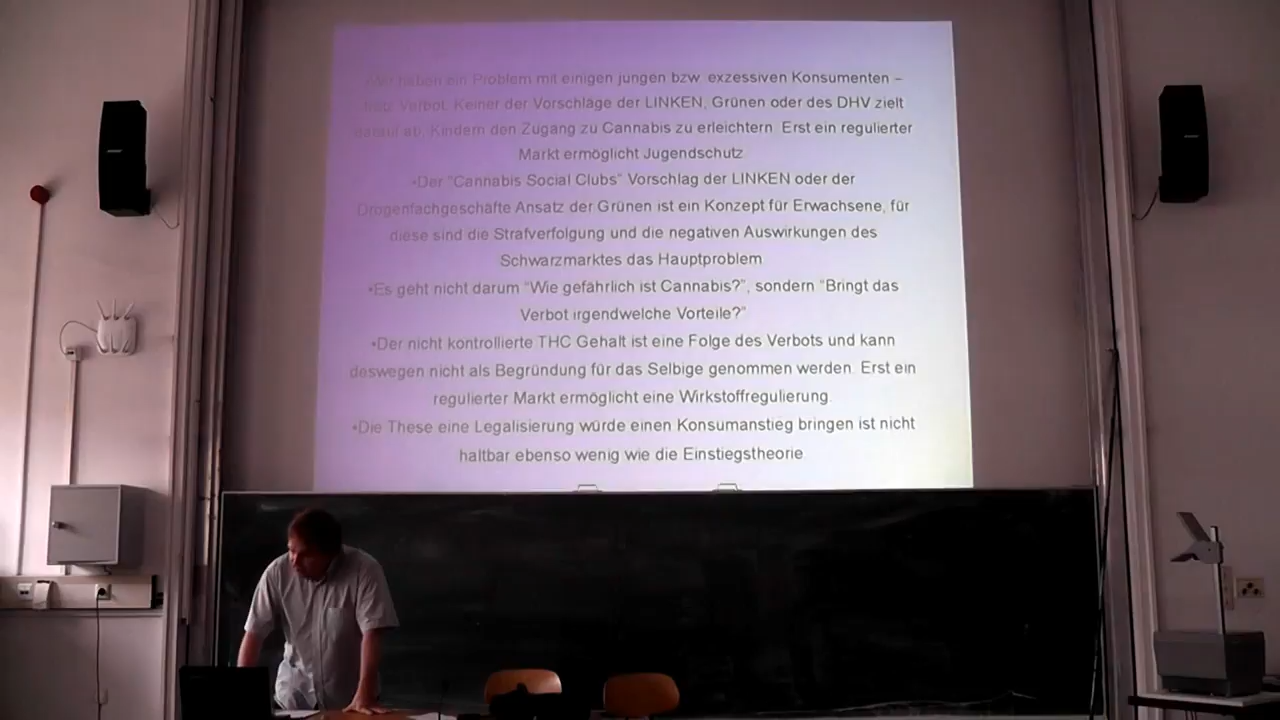 haben ein Problem mit einigen jungen bzw. exzessiven Konsumenten –
Verbot. Keiner der Vorschläge der LINKEN, Grünen oder des DHV zielt
darauf ab, Kindern den Zugang zu Cannabis zu erleichtern. Erst ein regulierter
Markt ermöglicht Jugendschutz.
•Der "Cannabis Social Clubs" Vorschlag der LINKEN oder der
Drogenfachgeschäfte Ansatz der Grünen ist ein Konzept für Erwachsene, für
diese sind die Strafverfolgung und die negativen Auswirkungen des
Schwarzmarktes das Hauptproblem.
•Es geht nicht darum "Wie gefährlich ist Cannabis?", sondern "Bringt das
Verbot irgendwelche Vorteile?"
•Der nicht kontrollierte THC Gehalt ist eine Folge des Verbots und kann
deswegen nicht als Begründung für das Selbige genommen werden. Erst ein
regulierter Markt ermöglicht eine Wirkstoffregulierung.
•Die These eine Legalisierung würde einen Konsumanstieg bringen ist nicht
haltbar ebenso wenig wie die Einstiegstheorie.